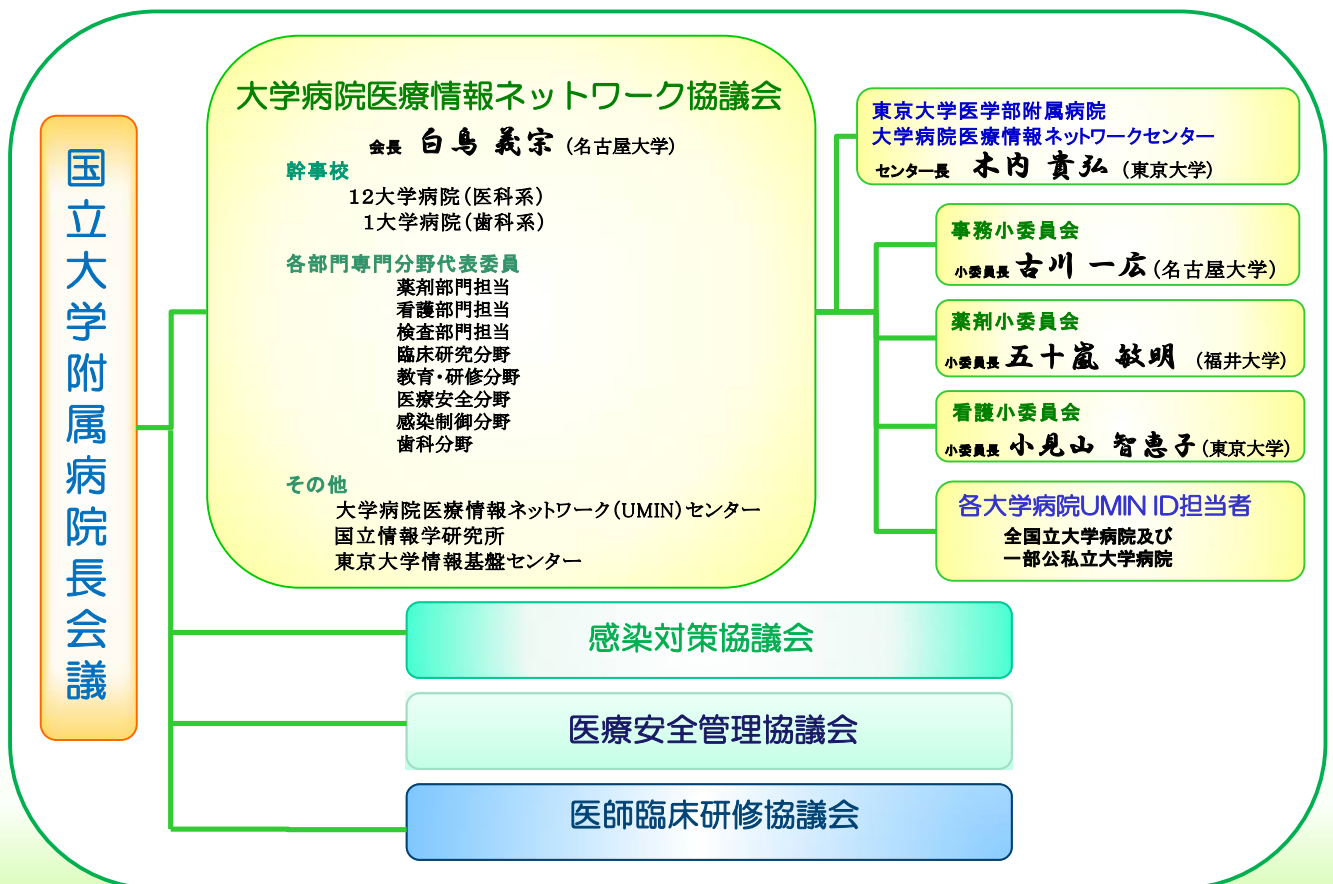 国立大学附属病院長会議
大学病院医療情報ネットワーク協議会
会長 白鳥 義宗 (名古屋大学)
幹事校
12大学病院(医科系)
1大学病院(歯科系)
各部門専門分野代表委員
薬剤部門担当
看護部門担当
検査部門担当
臨床研究分野
教育・研修分野
医療安全分野
感染制御分野
歯科分野
その他
大学病院医療情報ネットワーク(UMIN)センター
国立情報学研究所
東京大学情報基盤センター
東京大学医学部附属病院
大学病院医療情報ネットワークセンター
センター長 木内 貴弘 (東京大学)
事務小委員会
小委員長 古川 一広 (名古屋大学)
薬剤小委員会
小委員長 五十嵐 敏明 (福井大学)
看護小委員会
小委員長 小見山 智恵子 (東京大学)
各大学病院UMIN ID担当者
全国立大学病院及び
一部公私立大学病院
感染対策協議会
医療安全管理協議会
医師臨床研修協議会